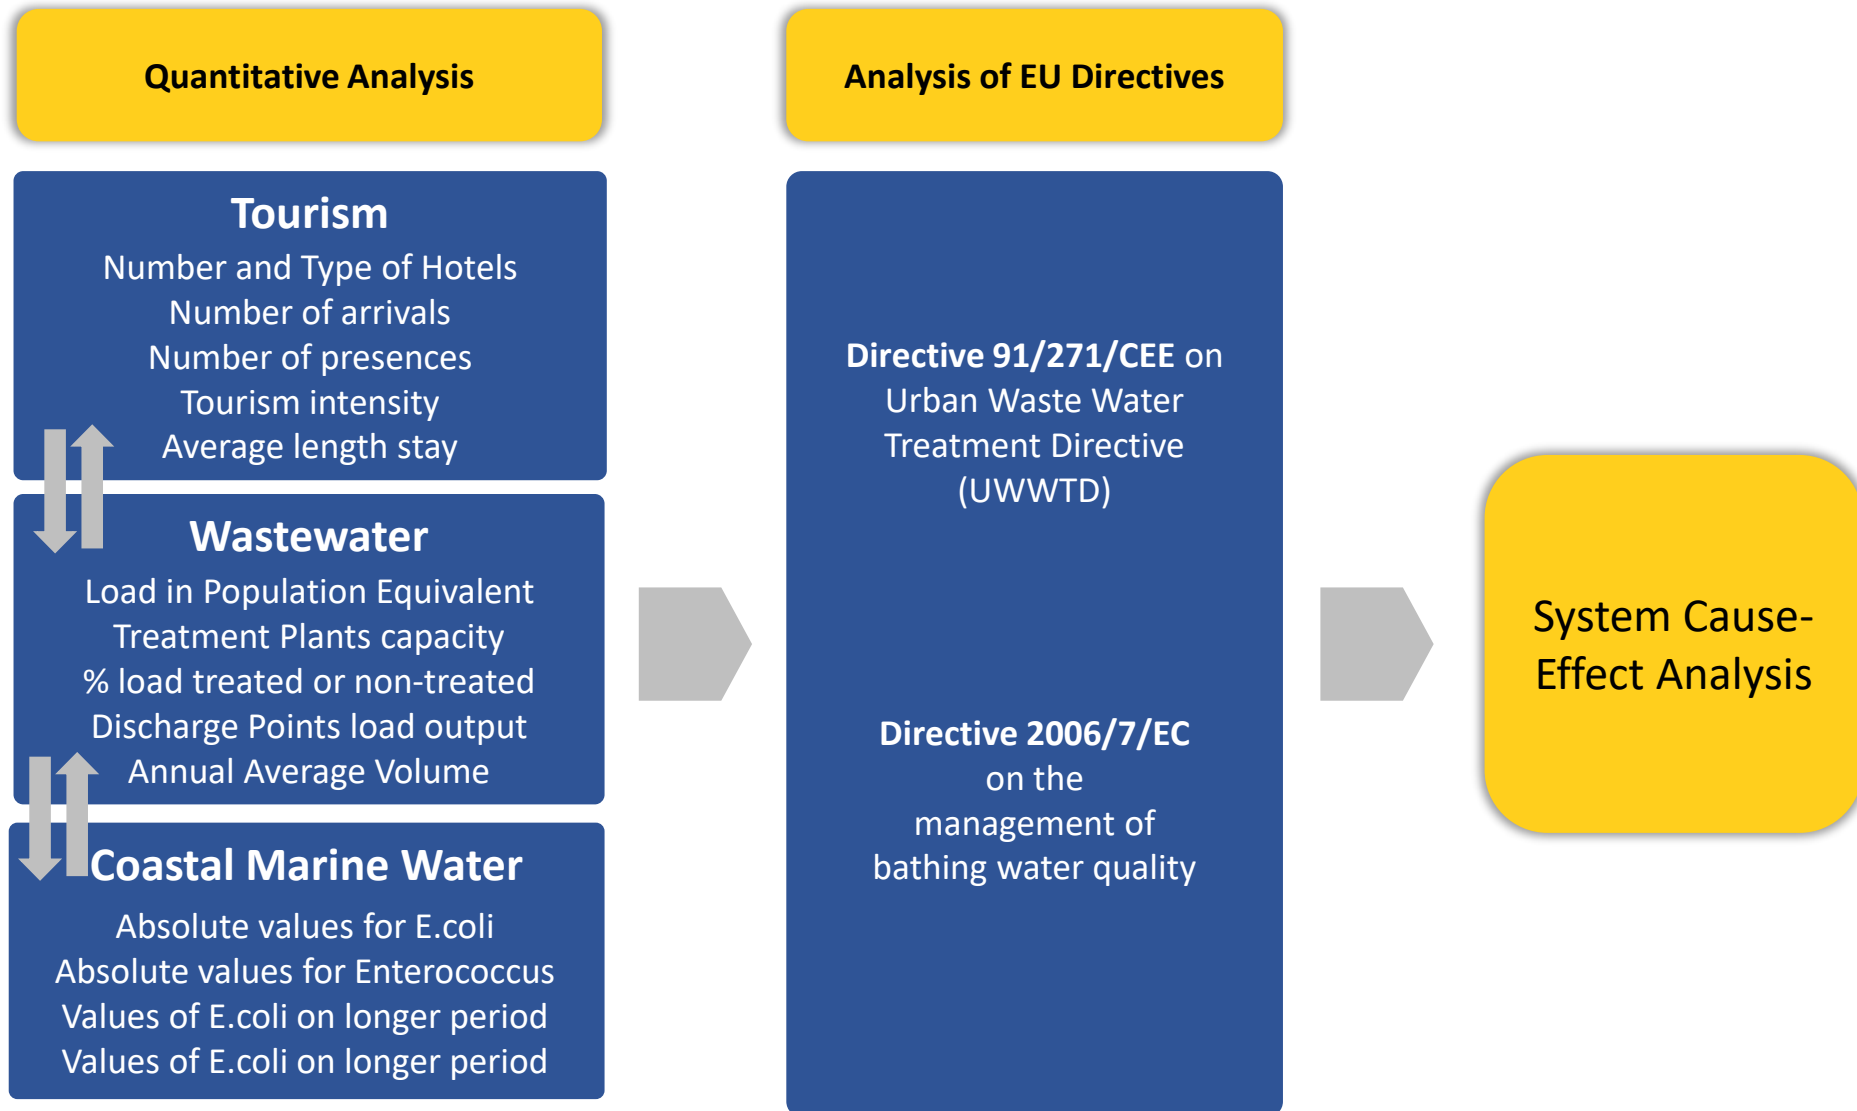 Quantitative Analysis
Tourism
Number and Type of Hotels
Number of arrivals
Number of presences
Tourism intensity
Average length stay
Wastewater
Load in Population Equivalent
Treatment Plants capacity
% load treated or non-treated
Discharge Points load output
Annual Average Volume
Coastal Marine Water
Absolute values for E.coli
Absolute values for Enterococcus
Values of E.coli on longer period
Values of E.coli on longer period
Analysis of EU Directives
Directive 91/271/CEE on
Urban Waste Water
Treatment Directive
(UWWTD)
Directive 2006/7/EC
on the
management of
bathing water quality
System Cause-
Effect Analysis